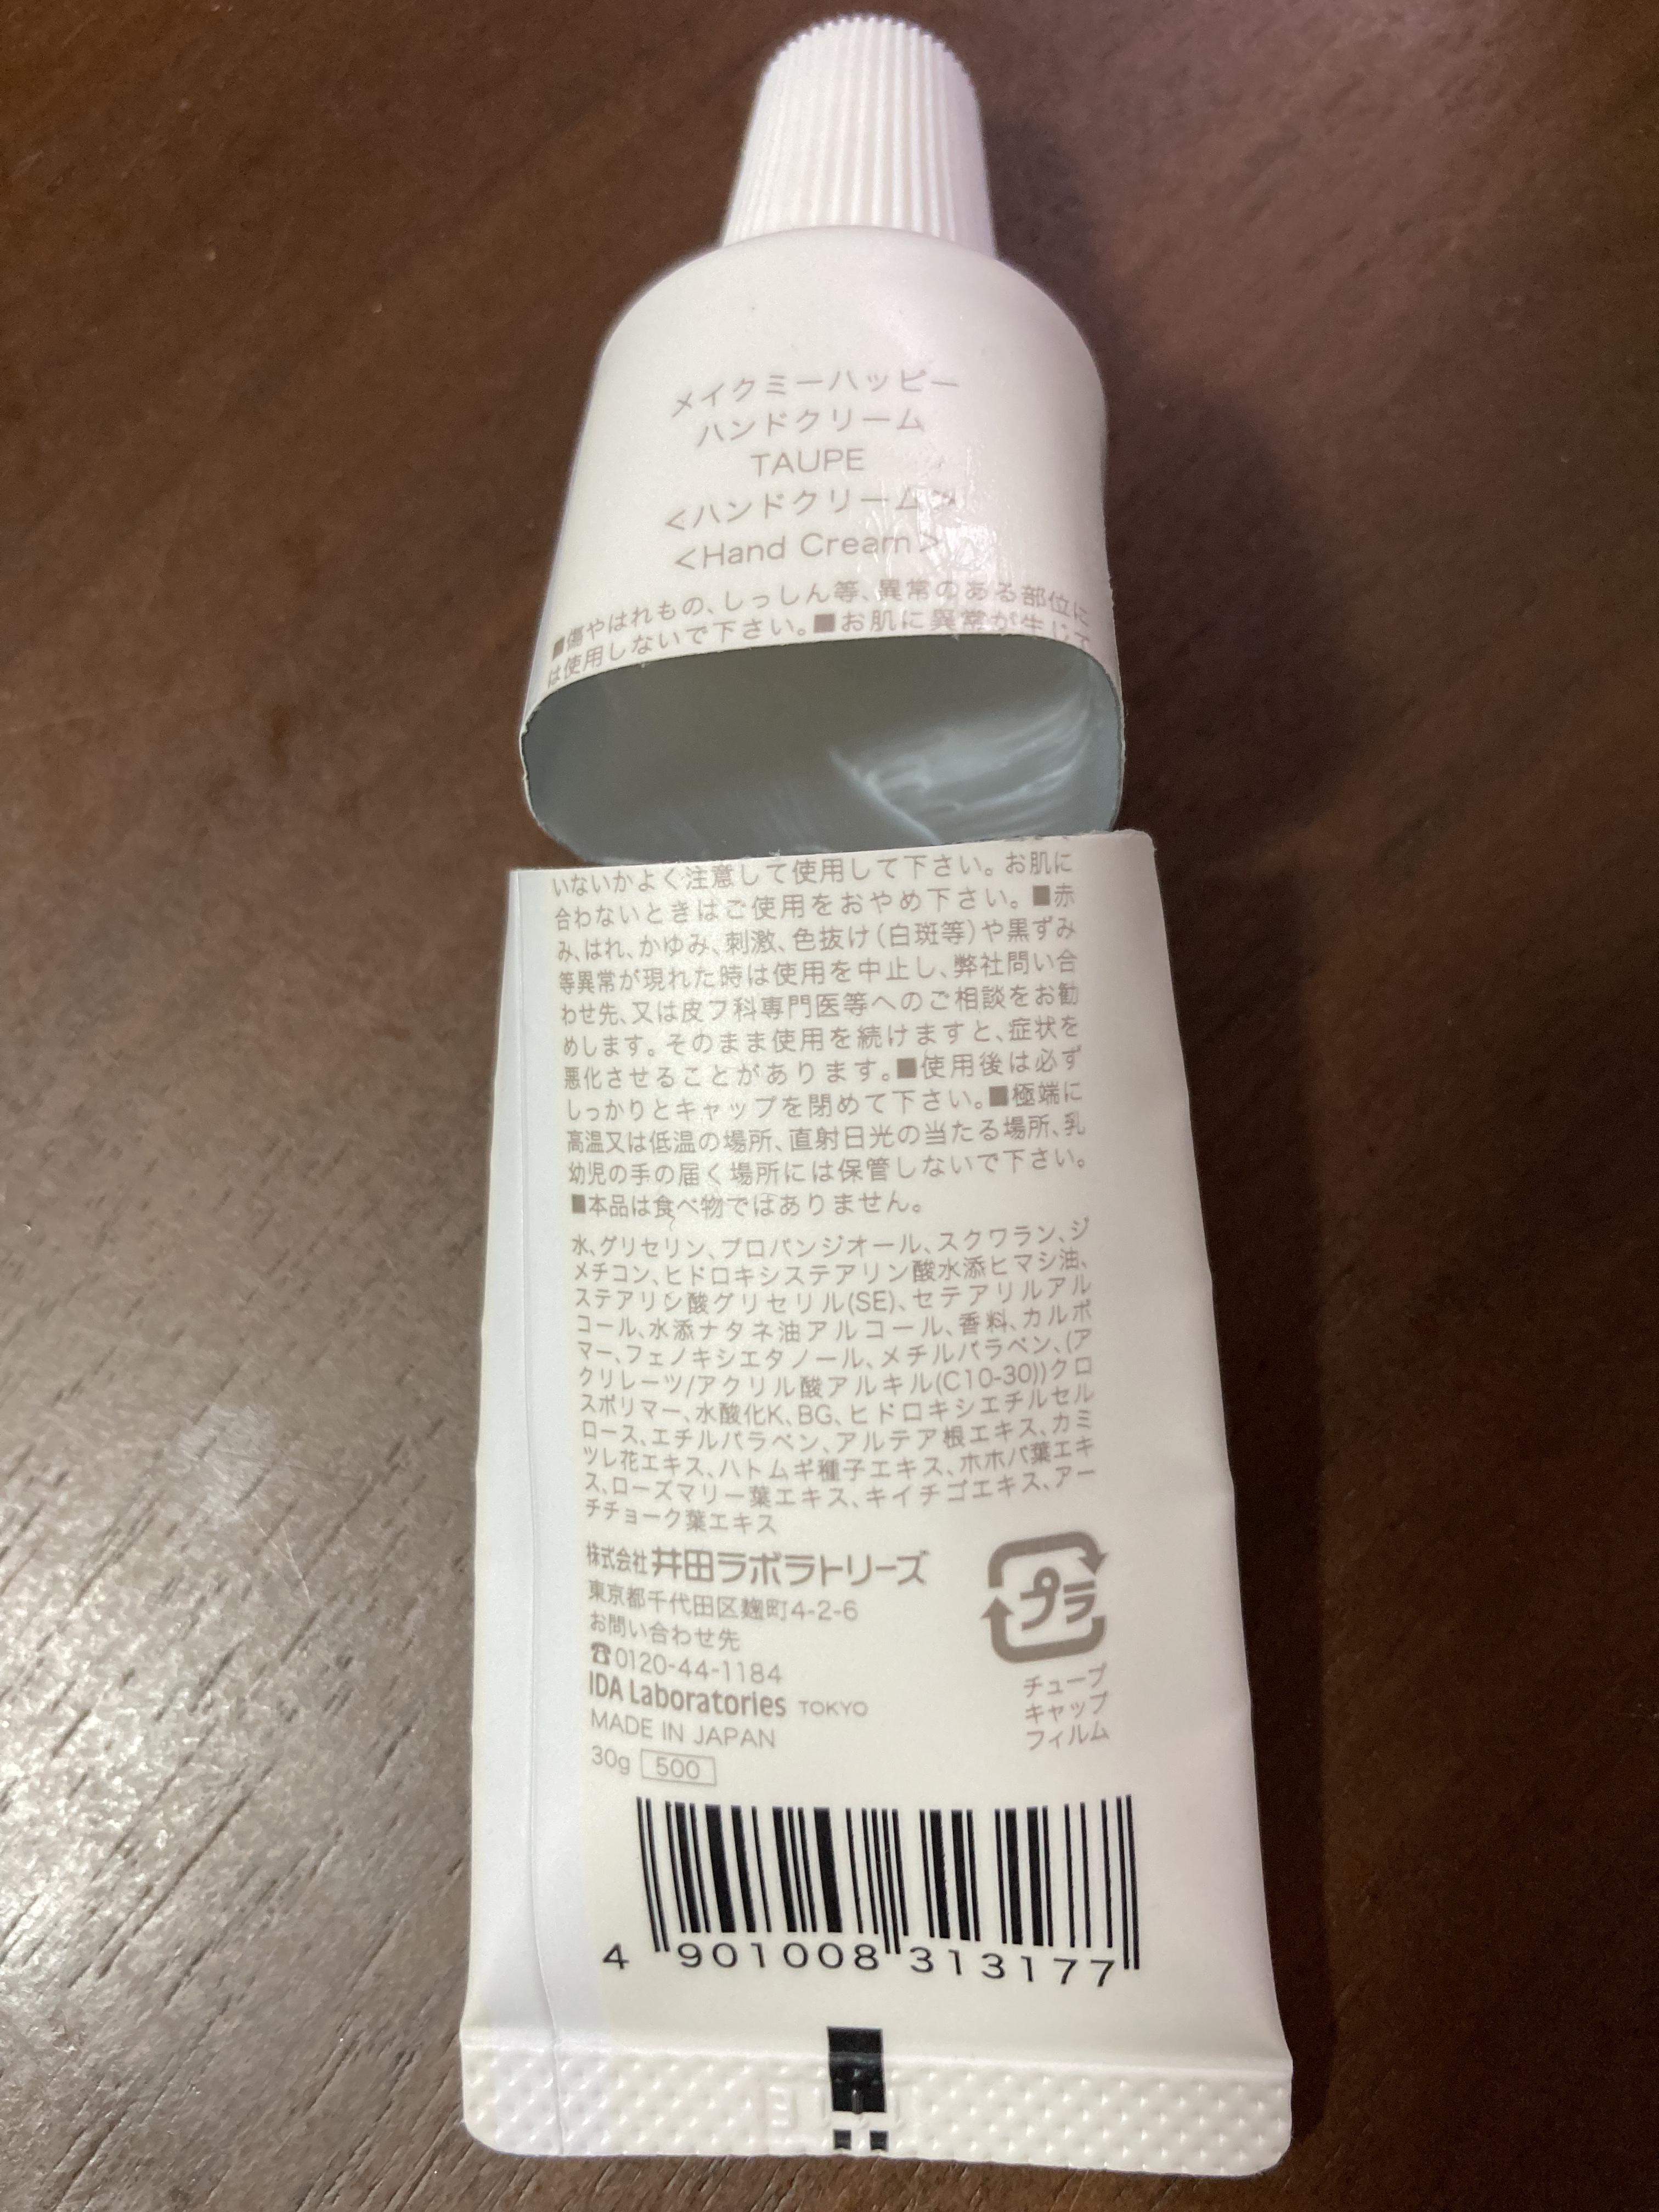 メイクミーハッピー
ハンドクリーム
TAUPE
<ハンドクリーム>
<Hand Cream>
■傷やはれもの、しっしん等、異常のある部位に
は使用しないで下さい。■お肌に異常が生じて
いないかよく注意して使用して下さい。お肌に
合わないときはご使用をおやめ下さい。■赤
み、はれ、かゆみ、刺激、色抜け(白斑等)や黒ずみ
等異常が現れた時は使用を中止し、弊社問い合
わせ先、又は皮フ科専門医等へのご相談をお勧
めします。そのまま使用を続けますと、症状を
悪化させることがあります。■使用後は必ず
しっかりとキャップを閉めて下さい。■極端に
高温又は低温の場所、直射日光の当たる場所、乳
幼児の手の届く場所には保管しないで下さい。
■本品は食べ物ではありません。
水、グリセリン、プロパンジオール、スクワラン、ジ
メチコン、ヒドロキシステアリン酸水添ヒマシ油、
ステアリン酸グリセリル(SE)、セテアリルアル
コール、水添ナタネ油アルコール、香料、カルボ
マー、フェノキシエタノール、メチルパラベン、(ア
クリレーツ/アクリル酸アルキル(C10-30))クロ
スポリマー、水酸化K、BG、ヒドロキシエチルセル
ロース、エチルパラベン、アルテア根エキス、カミ
ツレ花エキス、ハトムギ種子エキス、ホホバ葉エキ
ス、ローズマリー葉エキス、キイチゴエキス、アー
チチョーク葉エキス
株式会社 井田ラボラトリーズ
東京都千代田区麹町4-2-6
お問い合わせ先
☎0120-44-1184
IDA Laboratories TOKYO
MADE IN JAPAN
30g 500
プラ
チューブ
キャップ
フィルム
4 901008 313177